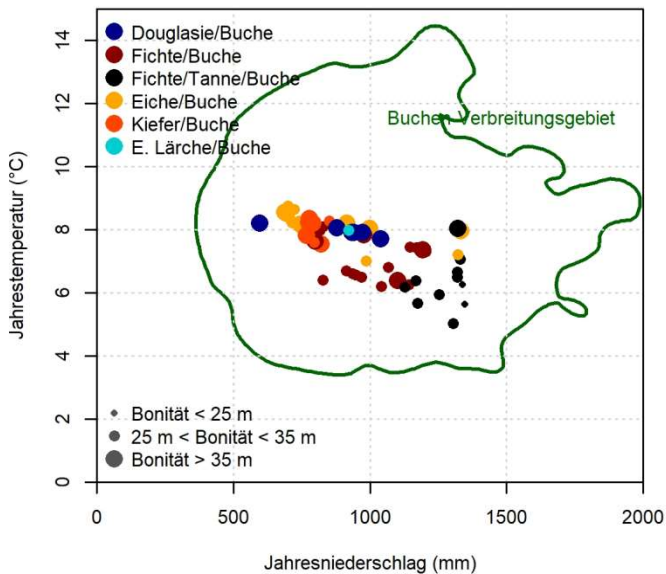 14
12
10
8
6
4
2
0
Jahrestemperatur (°C)
Douglasie/Buche
Fichte/Buche
Fichte/Tanne/Buche
Eiche/Buche
Kiefer/Buche
E. Lärche/Buche
Buchen Verbreitungsgebiet
Bonität < 25 m
25 m < Bonität < 35 m
Bonität > 35 m
0 500 1000 1500 2000
Jahresniederschlag (mm)